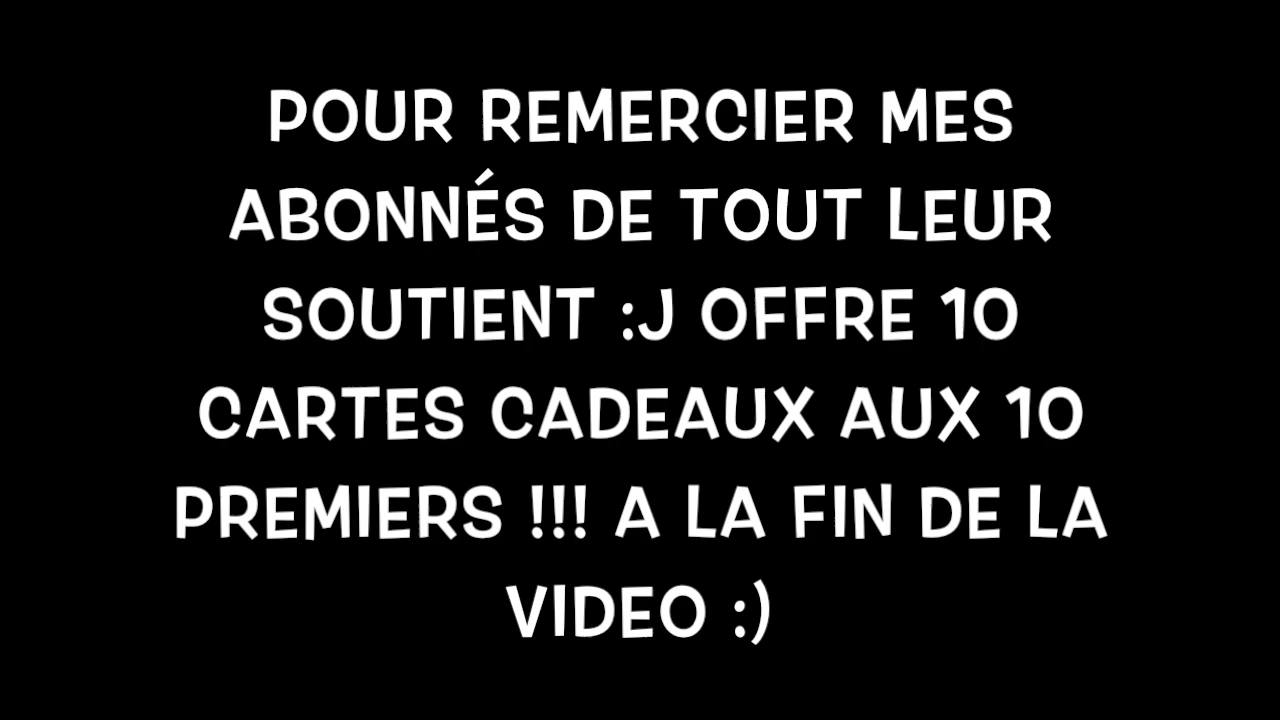 POUR REMERCIER MES
ABONNÉS DE TOUT LEUR
SOUTIENT :J OFFRE 10
CARTES CADEAUX AUX 10
PREMIERS !!! A LA FIN DE LA
VIDEO :)